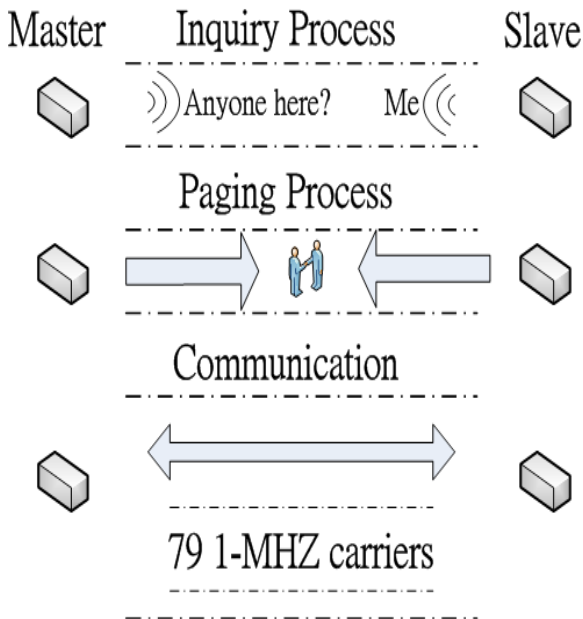 Master Inquiry Process Slave
Anyone here? Me
Paging Process
Communication
79 1-MHZ carriers